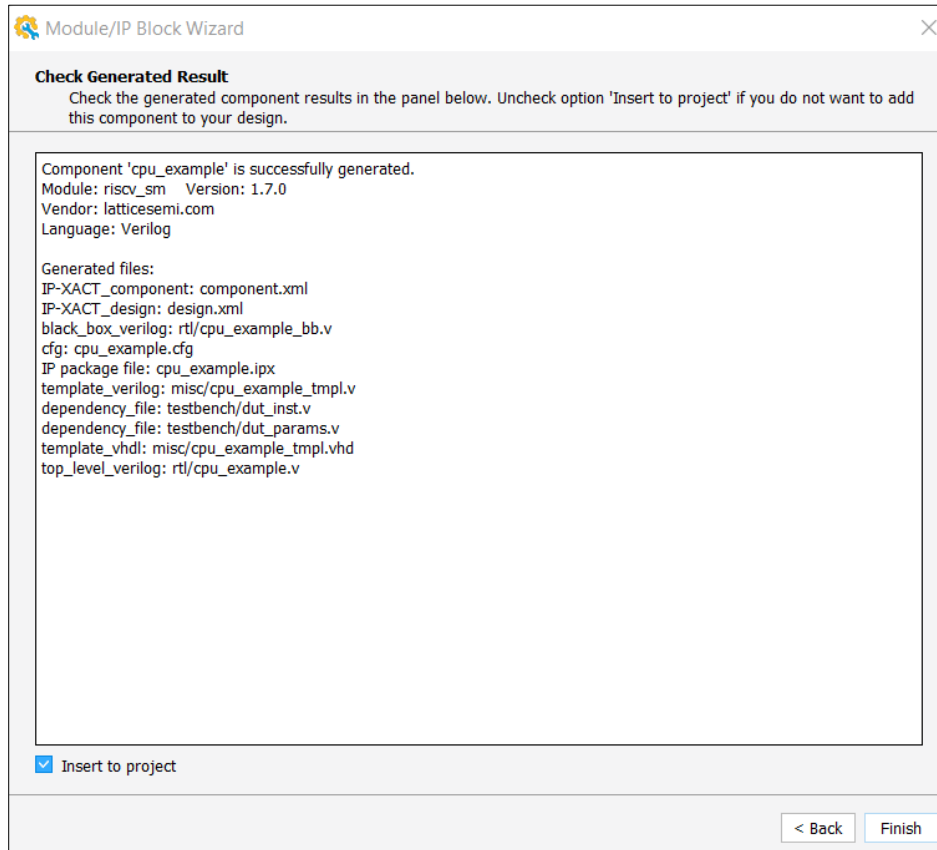 Module/IP Block Wizard
Check Generated Result
Check the generated component results in the panel below. Uncheck option 'Insert to project' if you do not want to add
this component to your design.
Component 'cpu_example' is successfully generated.
Module: riscv_sm    Version: 1.7.0
Vendor: latticesemi.com
Language: Verilog
Generated files:
IP-XACT_component: component.xml
IP-XACT_design: design.xml
black_box_verilog: rtl/cpu_example_bb.v
cfg: cpu_example.cfg
IP package file: cpu_example.ipx
template_verilog: misc/cpu_example_tmpl.v
dependency_file: testbench/dut_inst.v
dependency_file: testbench/dut_params.v
template_vhdl: misc/cpu_example_tmpl.vhd
top_level_verilog: rtl/cpu_example.v
Insert to project
< Back    Finish